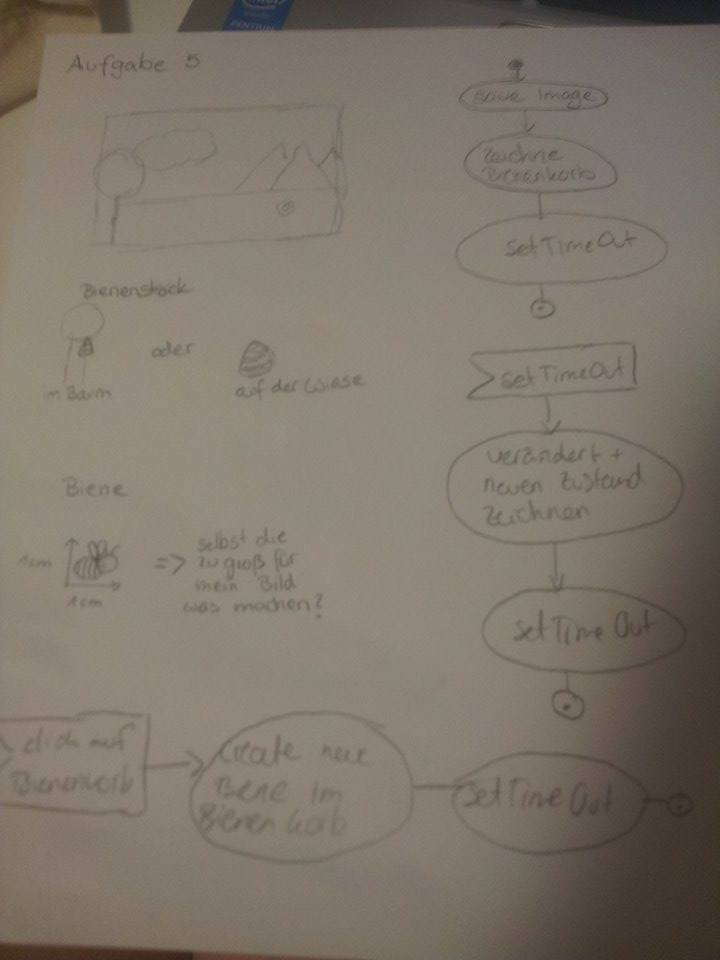 PENTIUM
Aufgabe 5
save Image
Zeichne
Bienenkorb
setTimeOut
Bienenstock
im Baum
oder
auf der Wiese
setTimeOut
verändert +
neuen Zustand
Zeichnen
setTimeOut
Biene
1cm
1cm
=> selbst die
zu groß für
mein Bild
was machen?
click auf
Bienenkorb
Create neue
Biene im
Bienenkorb
setTimeOut